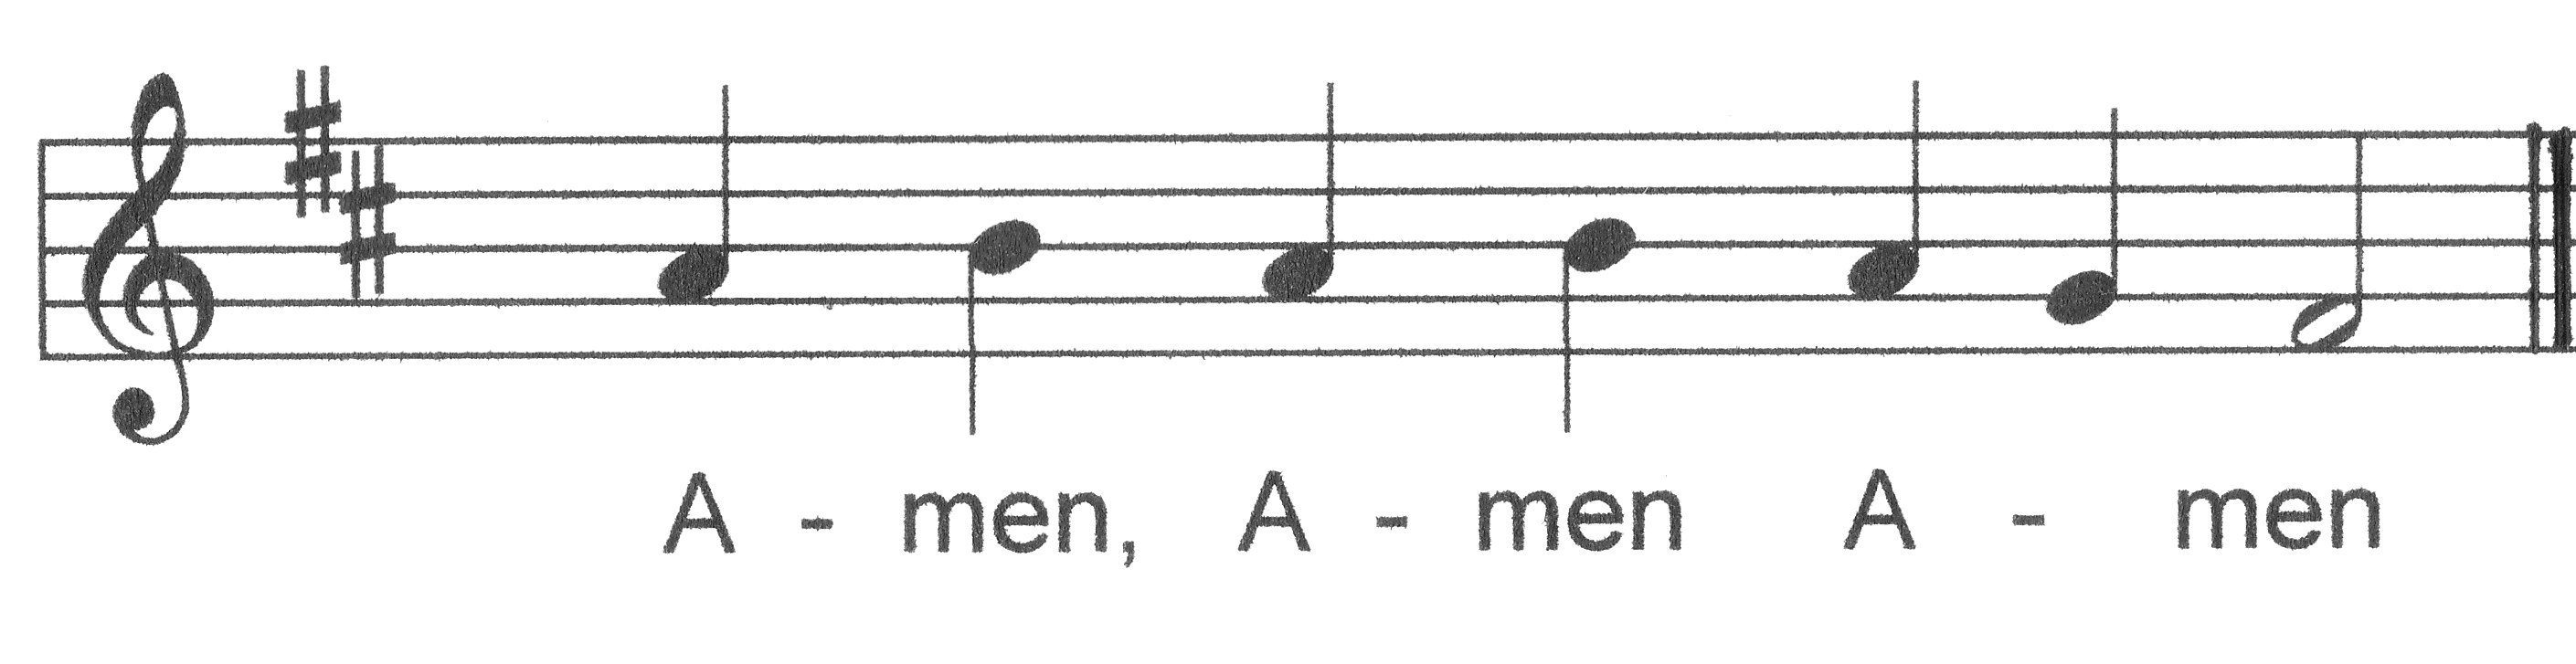 A - men, A - men A - men